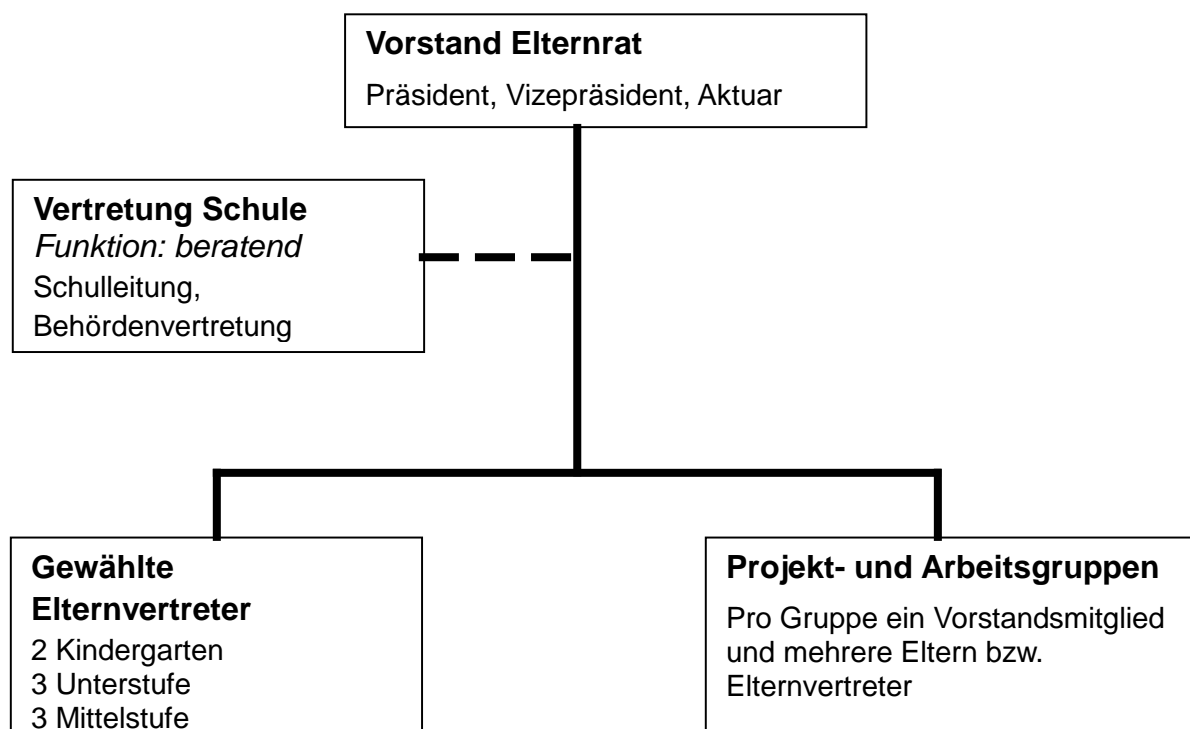 Vorstand Elternrat
Präsident, Vizepräsident, Aktuar
Vertretung Schule
Funktion: beratend
Schulleitung,
Behördenvertretung
Gewählte
Elternvertreter
2 Kindergarten
3 Unterstufe
3 Mittelstufe
Projekt- und Arbeitsgruppen
Pro Gruppe ein Vorstandsmitglied
und mehrere Eltern bzw.
Elternvertreter